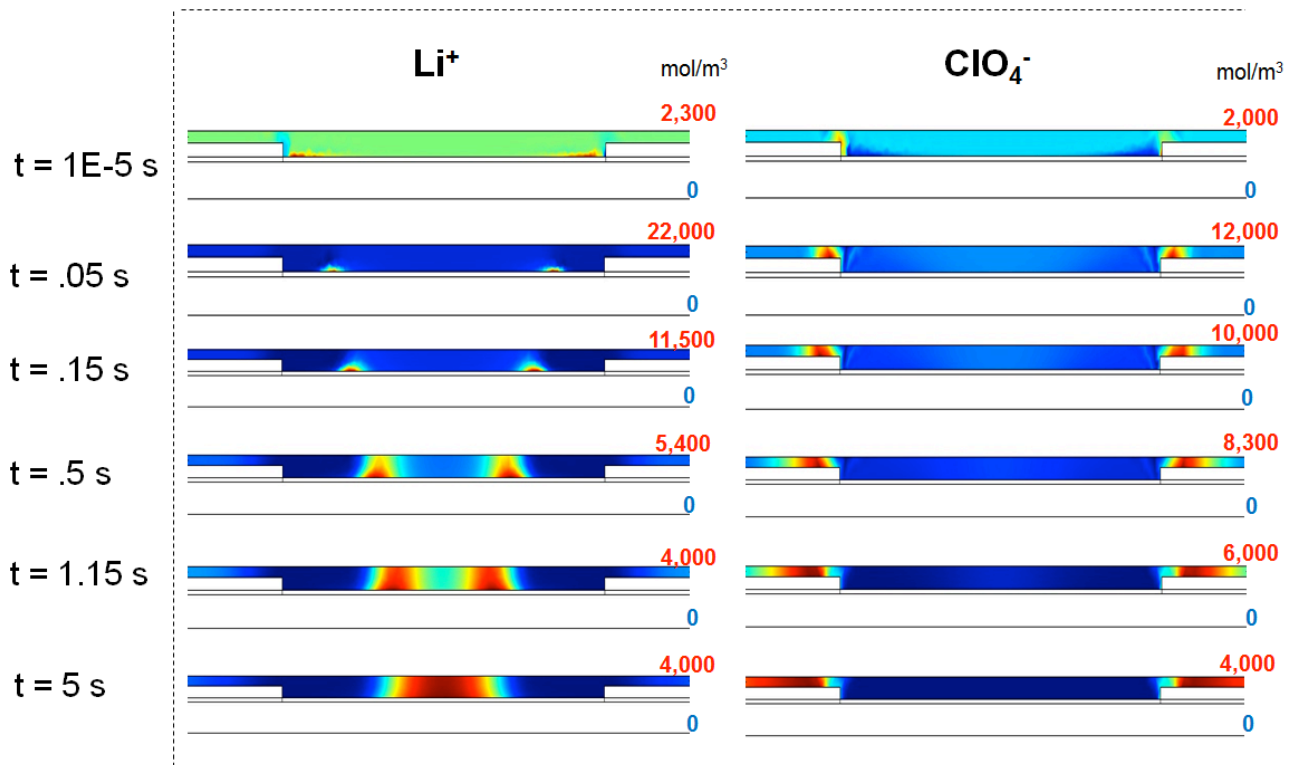 Li⁺ mol/m³ ClO₄⁻ mol/m³
t = 1E-5 s 2,300 0 2,000 0
t = .05 s 22,000 0 12,000 0
t = .15 s 11,500 0 10,000 0
t = .5 s 5,400 0 8,300 0
t = 1.15 s 4,000 0 6,000 0
t = 5 s 4,000 0 4,000 0